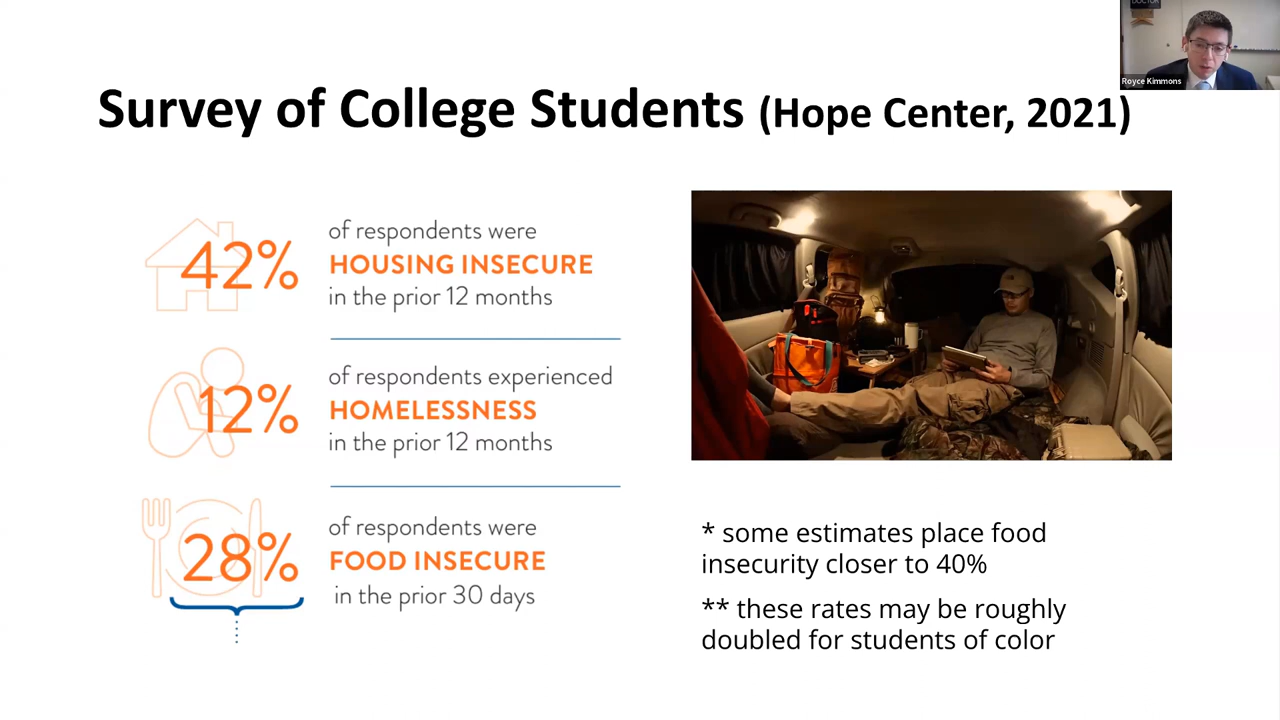 DOCTOR
Royce Kimmons
Survey of College Students (Hope Center, 2021)
42%
of respondents were
HOUSING INSECURE
in the prior 12 months
12%
of respondents experienced
HOMELESSNESS
in the prior 12 months
28%
of respondents were
FOOD INSECURE
in the prior 30 days
* some estimates place food
insecurity closer to 40%
** these rates may be roughly
doubled for students of color